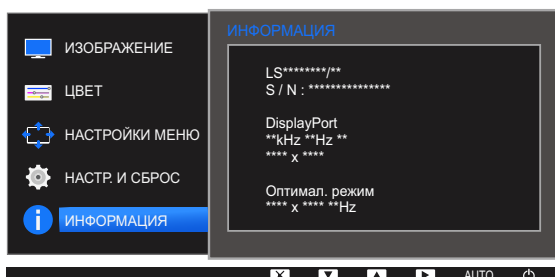 ИЗОБРАЖЕНИЕ
ЦВЕТ
НАСТРОЙКИ МЕНЮ
НАСТР. И СБРОС
ИНФОРМАЦИЯ
ИНФОРМАЦИЯ
LS********/**
S / N : ***************
DisplayPort
**kHz **Hz **
**** x ****
Оптимал. режим
**** x **** **Hz
AUTO